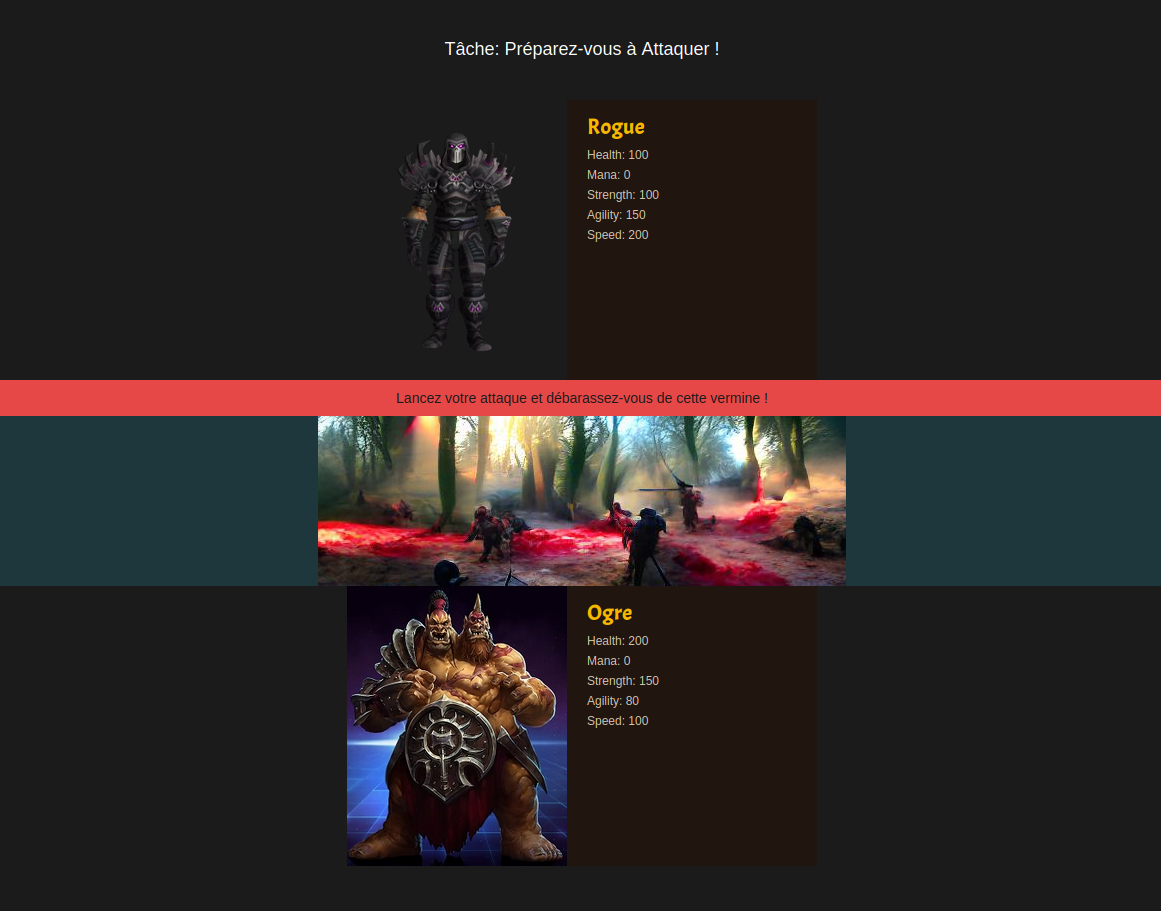 Tâche: Préparez-vous à Attaquer !
Rogue
Health: 100
Mana: 0
Strength: 100
Agility: 150
Speed: 200
Lancez votre attaque et débarassez-vous de cette vermine !
Ogre
Health: 200
Mana: 0
Strength: 150
Agility: 80
Speed: 100